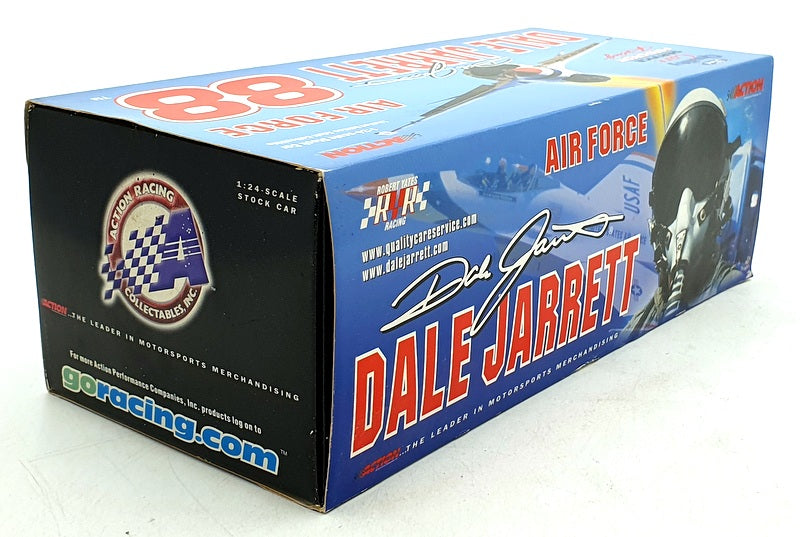 DALE JARRETT
88
AIR FORCE
ACTION
ACTION RACING
COLLECTABLES, INC.
1:24-SCALE
STOCK CAR
ACTION...THE LEADER IN MOTORSPORTS MERCHANDISING
For more Action Performance Companies, Inc. products log on to
goracing.com™
ROBERT YATES
RYR
RACING
www.qualitycareservice.com
www.dalejarrett.com
AIR FORCE
ACTION
USAF
Dale Jarrett
DALE JARRETT
ACTION...THE LEADER IN MOTORSPORTS MERCHANDISING